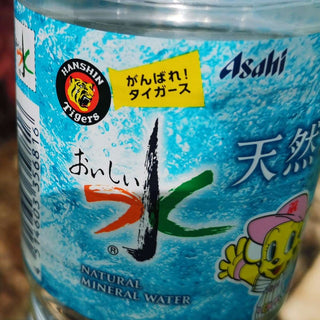 水
HANSHIN
Tigers
がんばれ!
タイガース
Asahi
おいしい
水
®
天然
NATURAL
MINERAL WATER